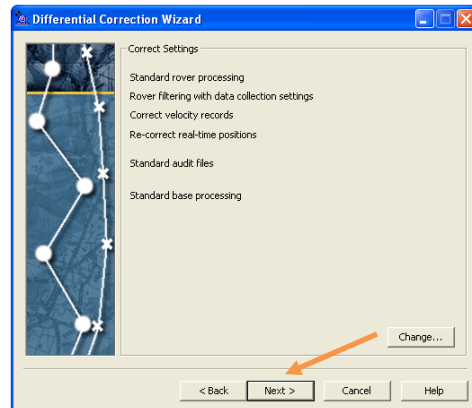 Differential Correction Wizard
Correct Settings
Standard rover processing
Rover filtering with data collection settings
Correct velocity records
Re-correct real-time positions
Standard audit files
Standard base processing
Change...
< Back Next > Cancel Help